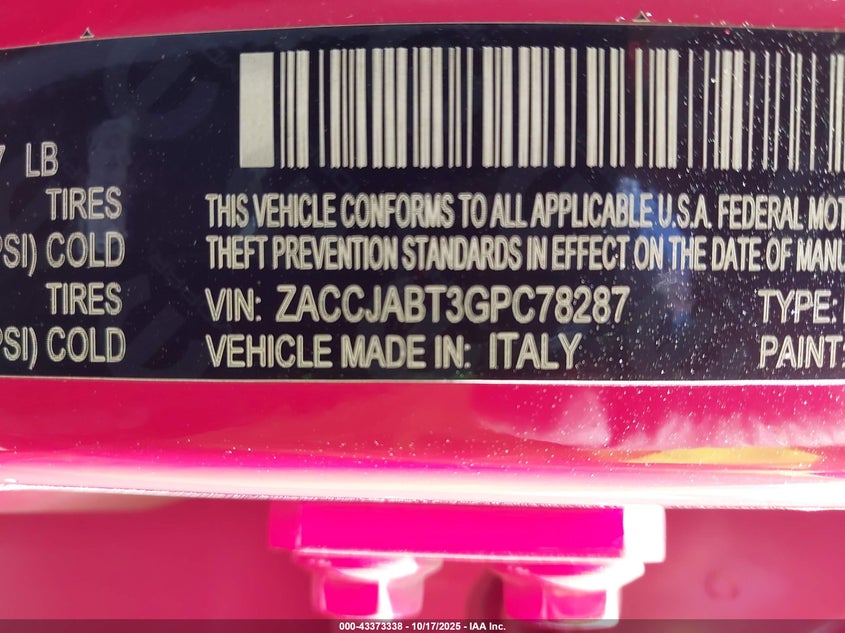 7 LB
TIRES
PSI) COLD
TIRES
PSI) COLD
THIS VEHICLE CONFORMS TO ALL APPLICABLE U.S.A. FEDERAL MOT
THEFT PREVENTION STANDARDS IN EFFECT ON THE DATE OF MANU
VIN: ZACCJABT3GPC78287 TYPE:
VEHICLE MADE IN: ITALY PAINT:
000-43373338 - 10/17/2025 - IAA Inc.